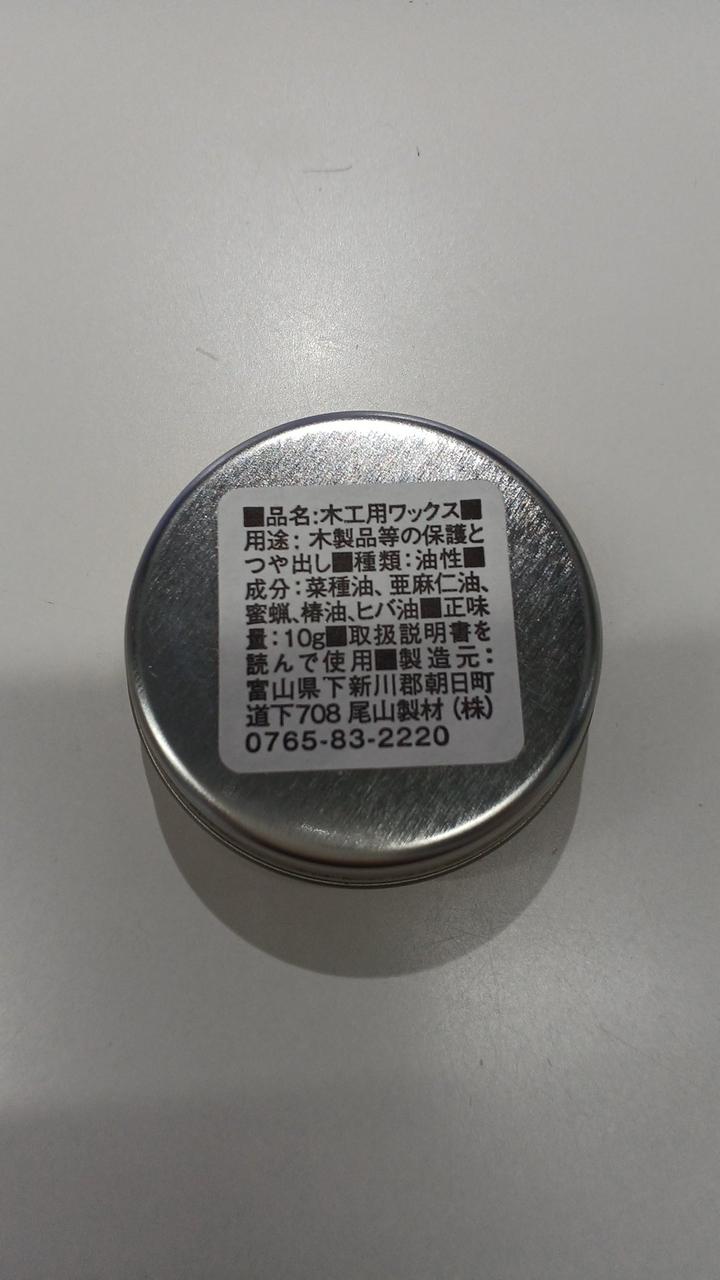 ■品名:木工用ワックス■
用途: 木製品等の保護と
つや出し■種類:油性■
成分:菜種油、亜麻仁油、
蜜蝋、椿油、ヒバ油■正味
量:10g■取扱説明書を
読んで使用■製造元:
富山県下新川郡朝日町
道下708 尾山製材(株)
0765-83-2220